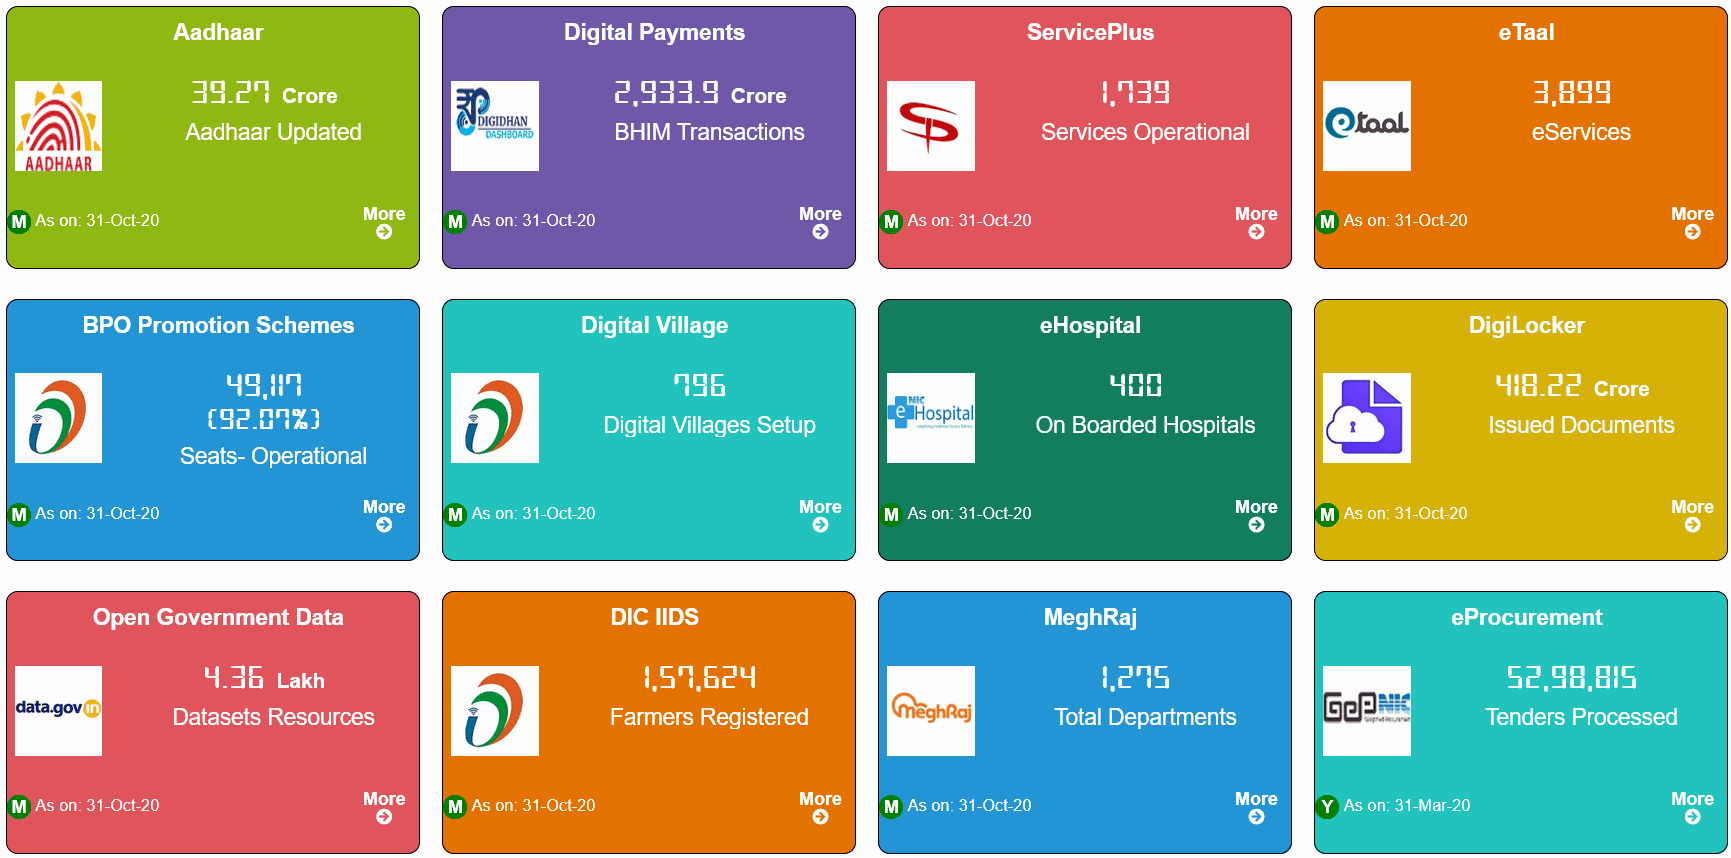 Aadhaar
AADHAAR
39.27 Crore
Aadhaar Updated
M As on: 31-Oct-20
More
Digital Payments
DIGIDHAN
DASHBOARD
2,933.9 Crore
BHIM Transactions
M As on: 31-Oct-20
More
ServicePlus
1,739
Services Operational
M As on: 31-Oct-20
More
eTaal
etaal
3,899
eServices
M As on: 31-Oct-20
More
BPO Promotion Schemes
49,117
(92.07%)
Seats- Operational
M As on: 31-Oct-20
More
Digital Village
796
Digital Villages Setup
M As on: 31-Oct-20
More
eHospital
NIC
e Hospital
400
On Boarded Hospitals
M As on: 31-Oct-20
More
DigiLocker
418.22 Crore
Issued Documents
M As on: 31-Oct-20
More
Open Government Data
data.gov in
4.36 Lakh
Datasets Resources
M As on: 31-Oct-20
More
DIC IIDS
1,57,624
Farmers Registered
M As on: 31-Oct-20
More
MeghRaj
MeghRaj
1,275
Total Departments
M As on: 31-Oct-20
More
eProcurement
GePNIC
52,98,815
Tenders Processed
Y As on: 31-Mar-20
More